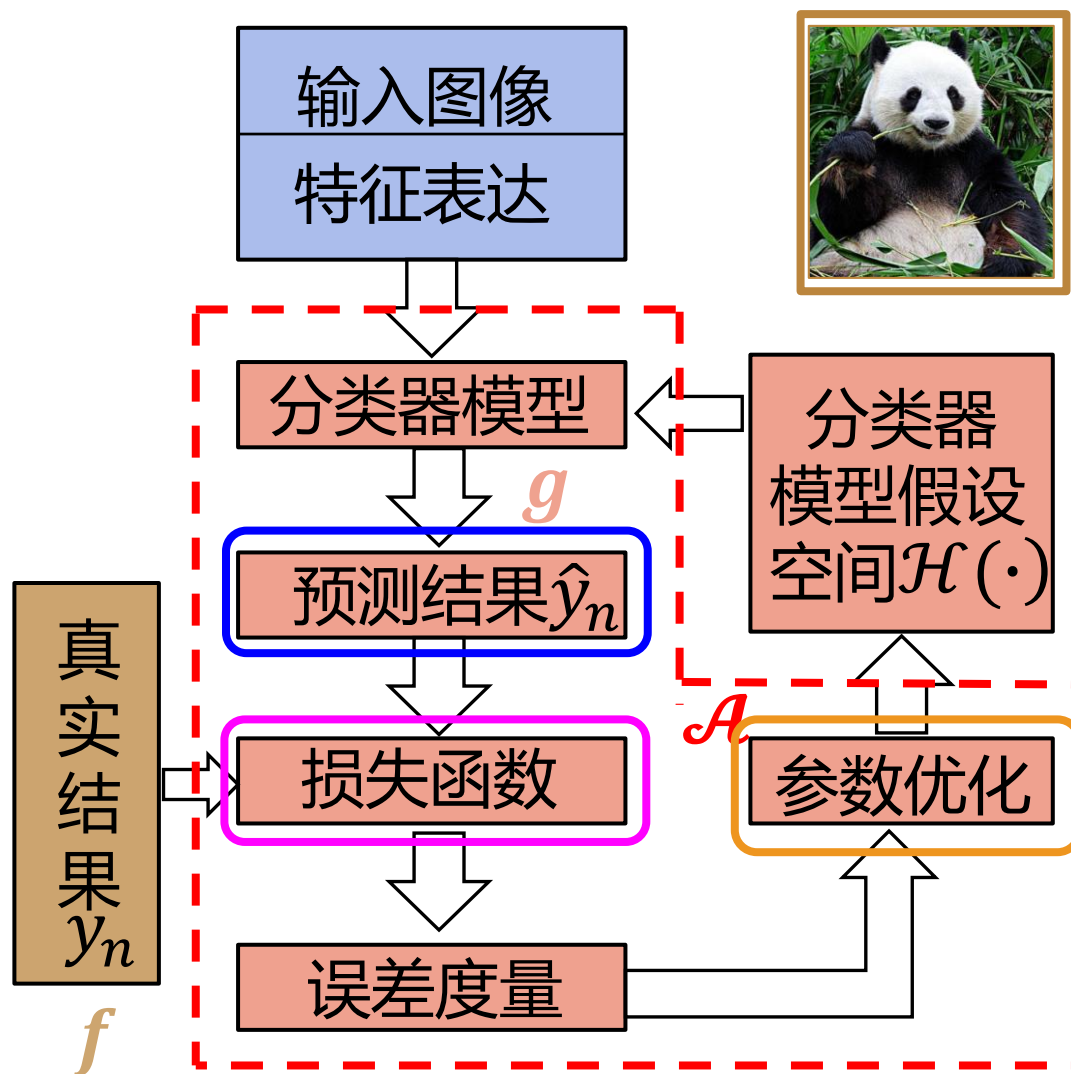 输入图像
特征表达
分类器模型
g
预测结果ŷₙ
损失函数
误差度量
真
实
结
果
yₙ
f
分类器
模型假设
空间ℋ(·)
𝒜
参数优化